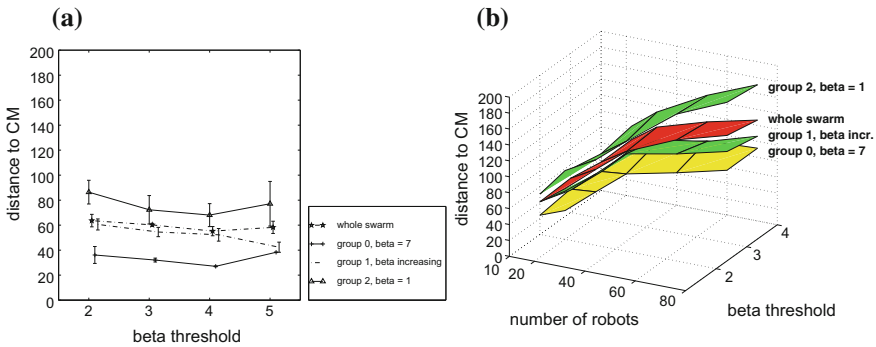 (a)
200
180
160
140
120
100
80
60
40
20
0
distance to CM
2 3 4 5
beta threshold
whole swarm
group 0, beta = 7
group 1, beta increasing
group 2, beta = 1
(b)
200
180
160
140
120
100
80
60
40
20
0
distance to CM
group 2, beta = 1
whole swarm
group 1, beta incr.
group 0, beta = 7
10 20 40 60 80
number of robots
2 3 4
beta threshold